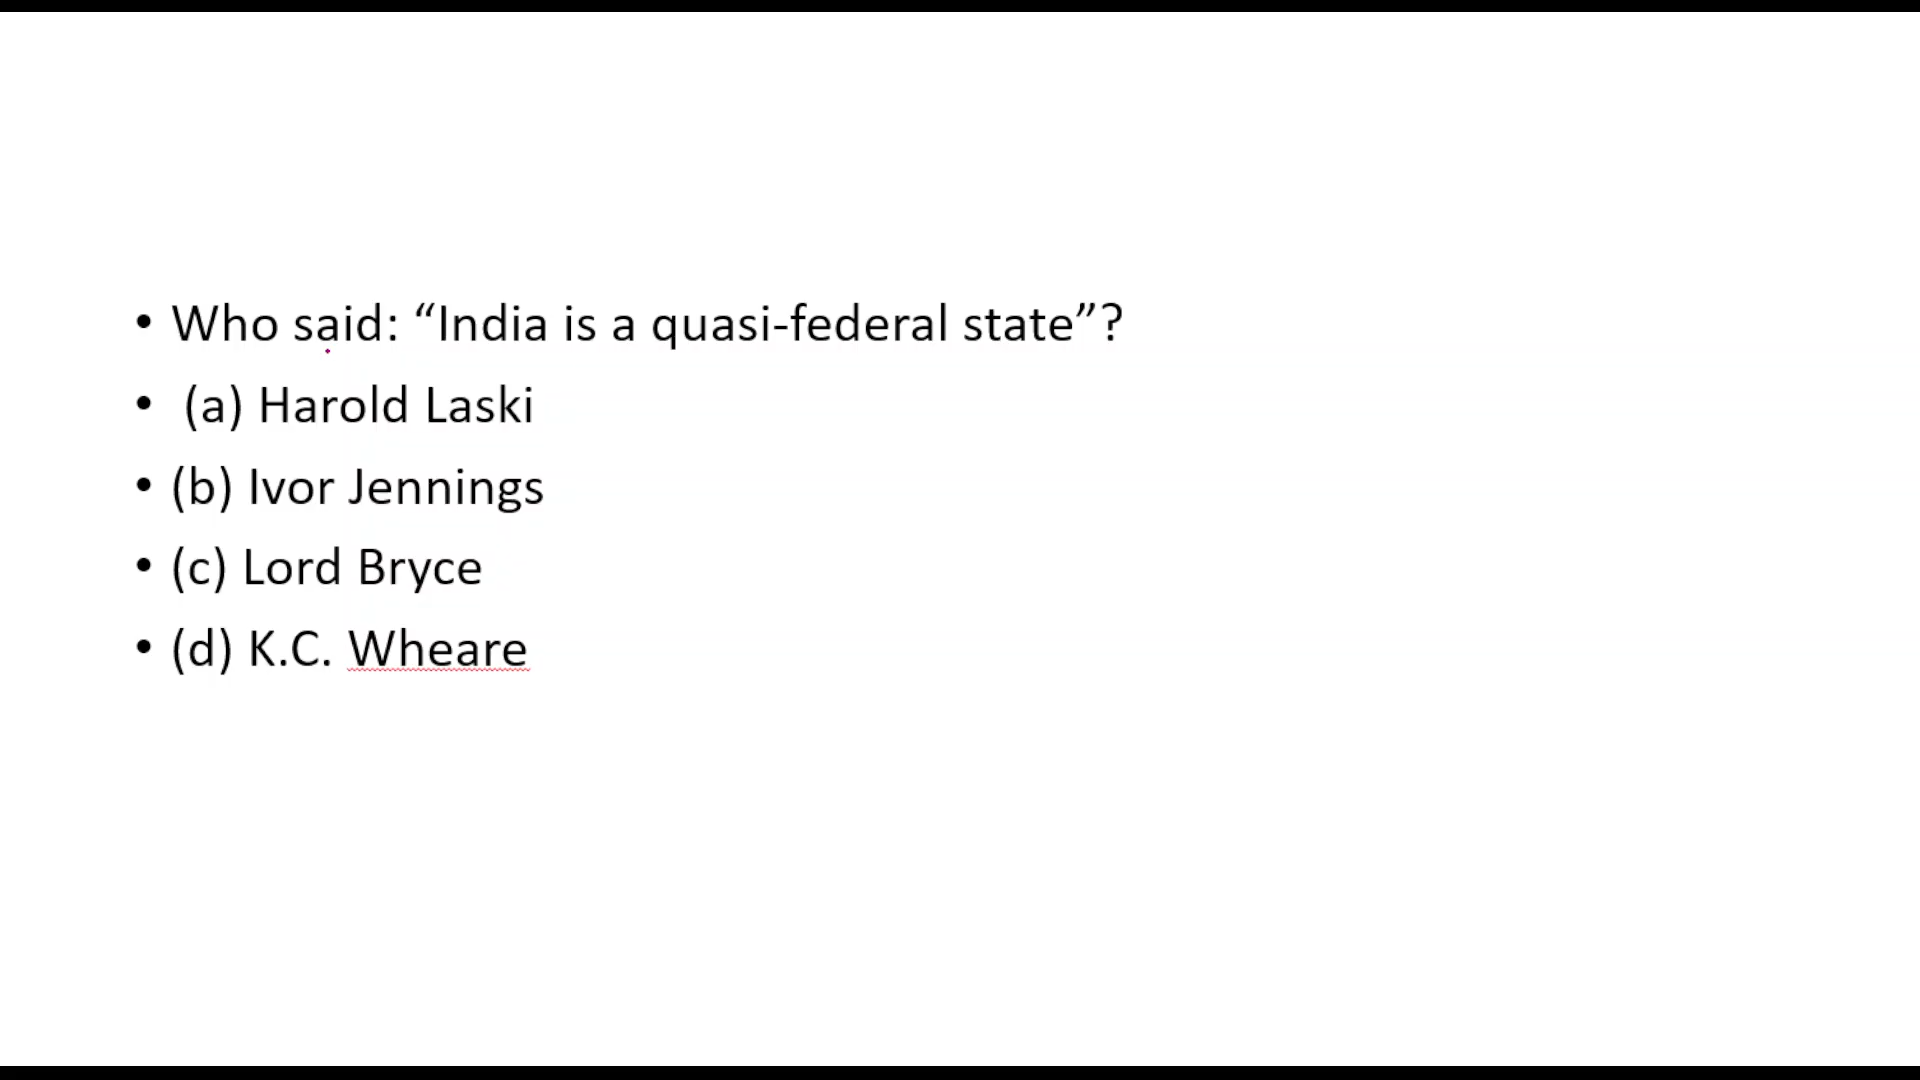 • Who said: “India is a quasi-federal state”?
• (a) Harold Laski
• (b) Ivor Jennings
• (c) Lord Bryce
• (d) K.C. Wheare